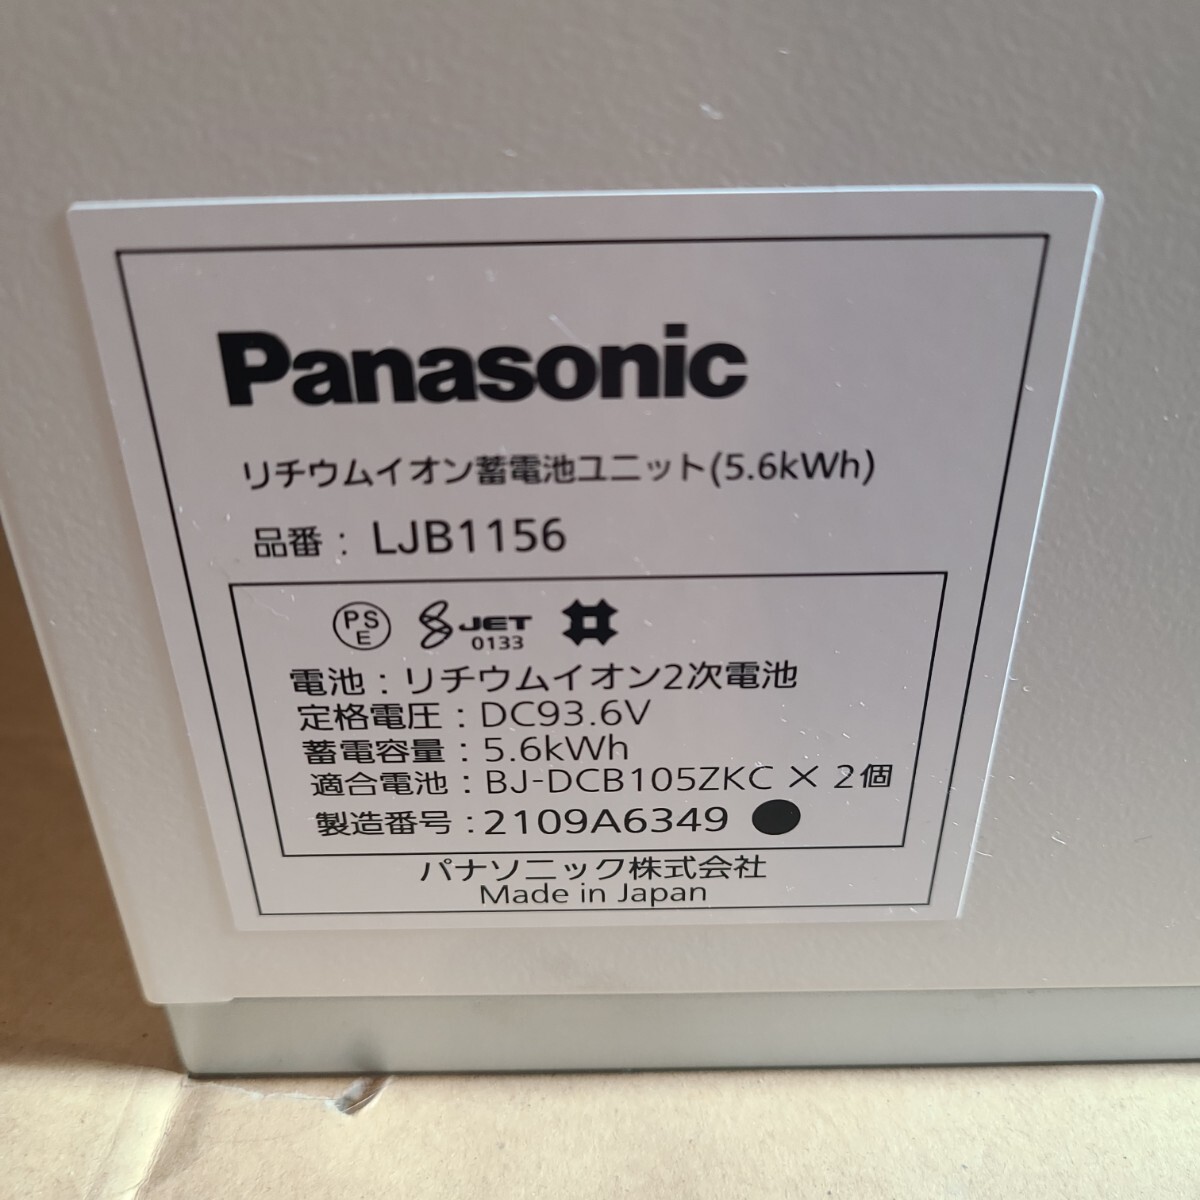 Panasonic
リチウムイオン蓄電池ユニット(5.6kWh)
品番: LJB1156
PS
E
JET
0133
電池:リチウムイオン2次電池
定格電圧:DC93.6V
蓄電容量:5.6kWh
適合電池:BJ-DCB105ZKC × 2個
製造番号:2109A6349
パナソニック株式会社
Made in Japan